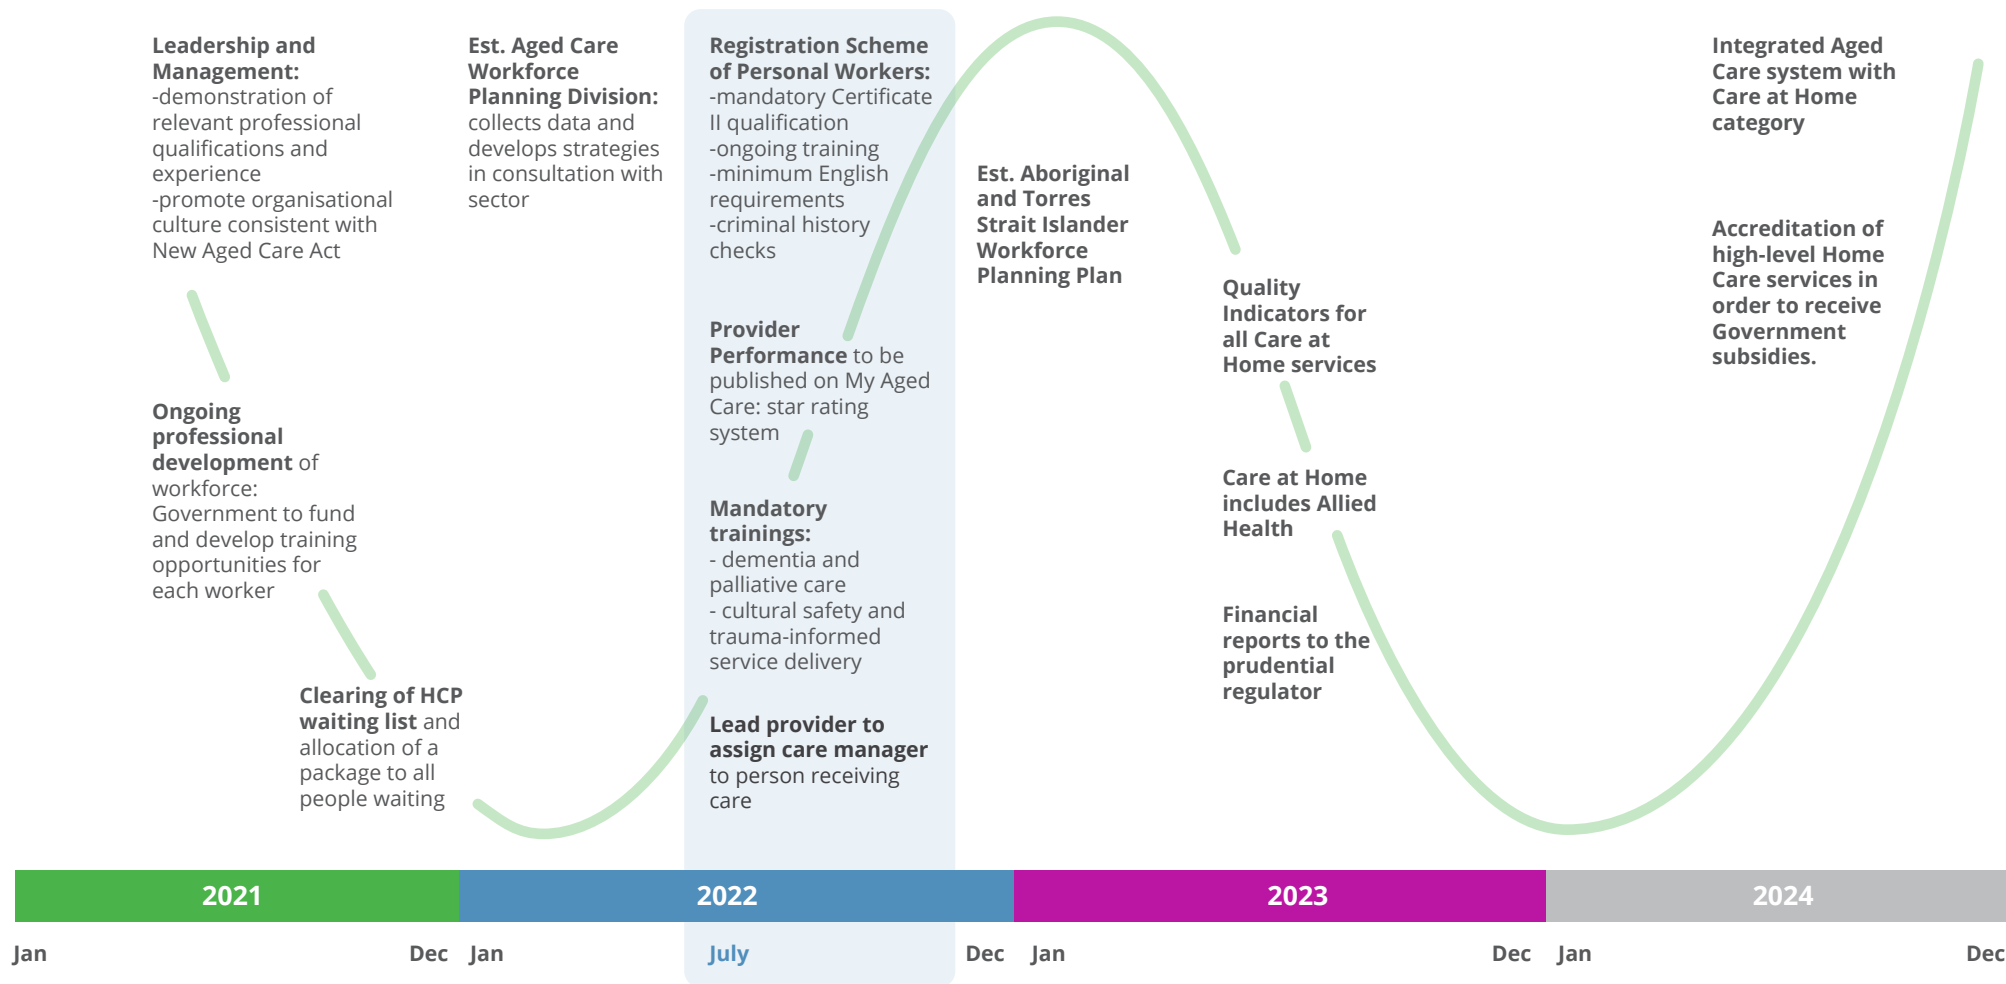 Leadership and
Management:
-demonstration of
relevant professional
qualifications and
experience
-promote organisational
culture consistent with
New Aged Care Act
Ongoing
professional
development of
workforce:
Government to fund
and develop training
opportunities for
each worker
Clearing of HCP
waiting list and
allocation of a
package to all
people waiting
Est. Aged Care
Workforce
Planning Division:
collects data and
develops strategies
in consultation with
sector
Registration Scheme
of Personal Workers:
-mandatory Certificate
II qualification
-ongoing training
-minimum English
requirements
-criminal history
checks
Provider
Performance to be
published on My Aged
Care: star rating
system
Mandatory
trainings:
- dementia and
palliative care
- cultural safety and
trauma-informed
service delivery
Lead provider to
assign care manager
to person receiving
care
Est. Aboriginal
and Torres
Strait Islander
Workforce
Planning Plan
Quality
Indicators for
all Care at
Home services
Care at Home
includes Allied
Health
Financial
reports to the
prudential
regulator
Integrated Aged
Care system with
Care at Home
category
Accreditation of
high-level Home
Care services in
order to receive
Government
subsidies.
2021 2022 2023 2024
Jan Dec Jan July Dec Jan Dec Jan Dec